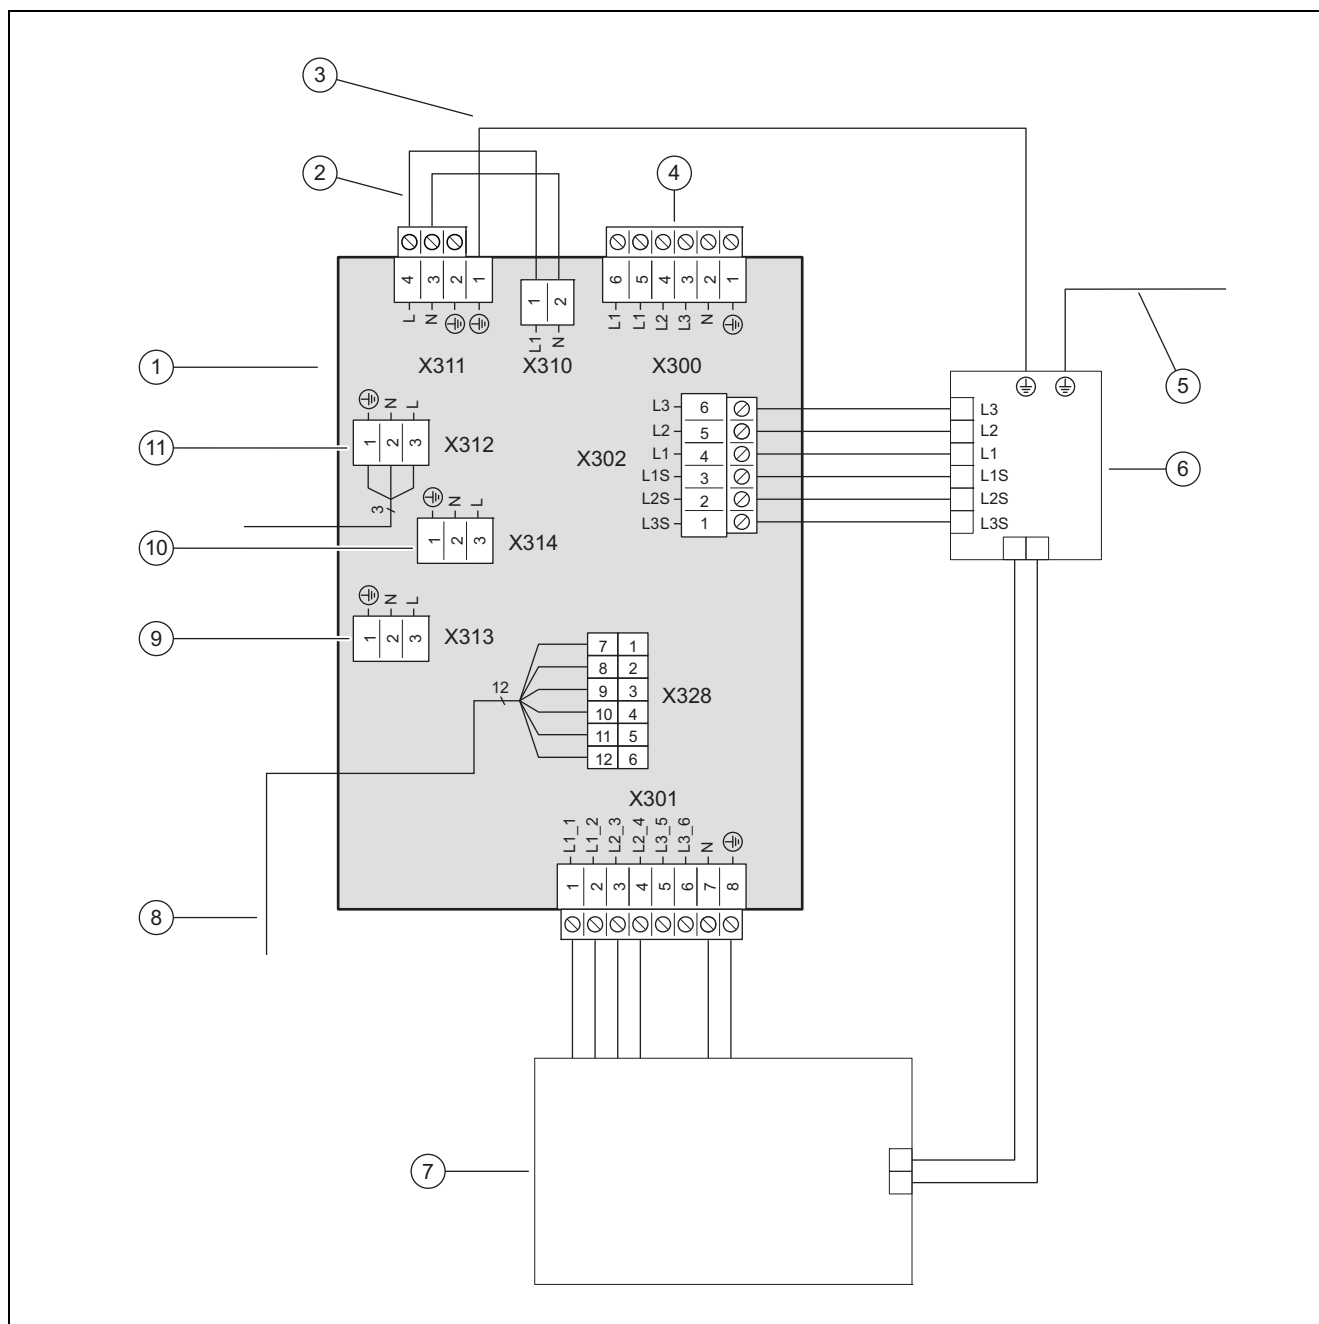 3
2
4
4 3 2 1
L N
X311
1 2
L1 N
X310
6 5 4 3 2 1
L1 L1 L2 L3 N
X300
1
5
N L
1 2 3
X312
11
3
L3 6
L2 5
L1 4
L1S 3
L2S 2
L3S 1
X302
L3
L2
L1
L1S
L2S
L3S
6
10
N L
1 2 3
X314
9
N L
1 2 3
X313
12
7 1
8 2
9 3
10 4
11 5
12 6
X328
X301
L1_1 L1_2 L2_3 L2_4 L3_5 L3_6 N
1 2 3 4 5 6 7 8
8
7